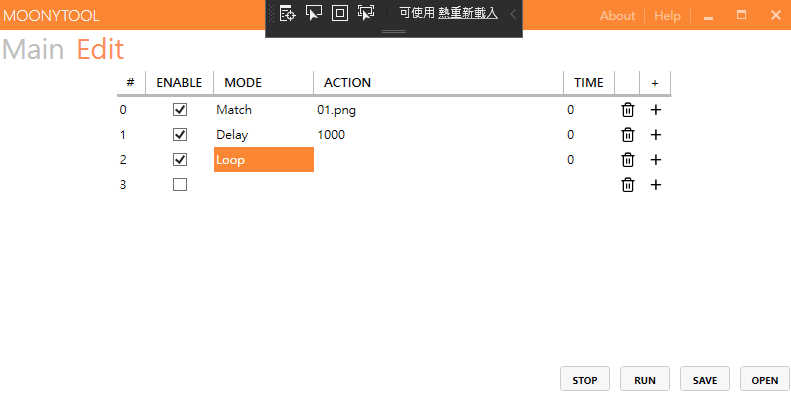 MOONYTOOL
可使用 熱重新載入
About Help
Main Edit
# ENABLE MODE ACTION TIME +
0 Match 01.png 0
1 Delay 1000 0
2 Loop 0
3
STOP RUN SAVE OPEN